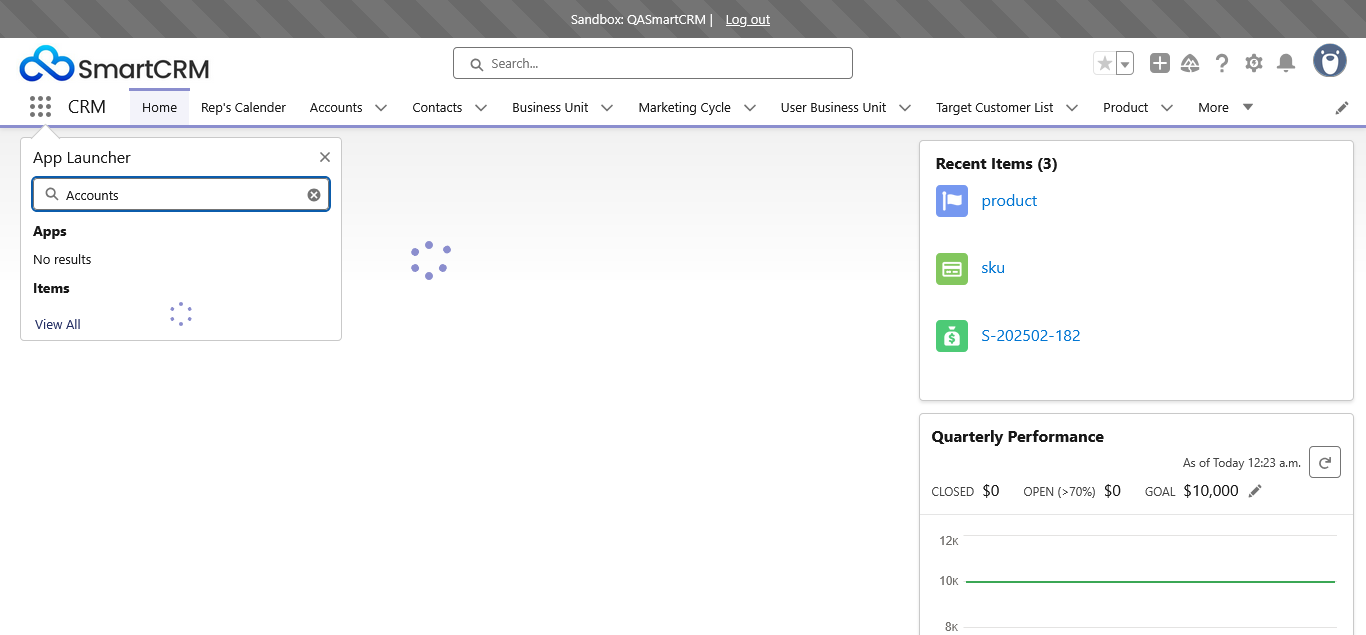 Sandbox: QASmartCRM | Log out
SmartCRM
Search...
CRM Home Rep's Calender Accounts Contacts Business Unit Marketing Cycle User Business Unit Target Customer List Product More
App Launcher
Accounts
Apps
No results
Items
View All
Recent Items (3)
product
sku
S-202502-182
Quarterly Performance
As of Today 12:23 a.m.
CLOSED $0 OPEN (>70%) $0 GOAL $10,000
12K
10K
8K